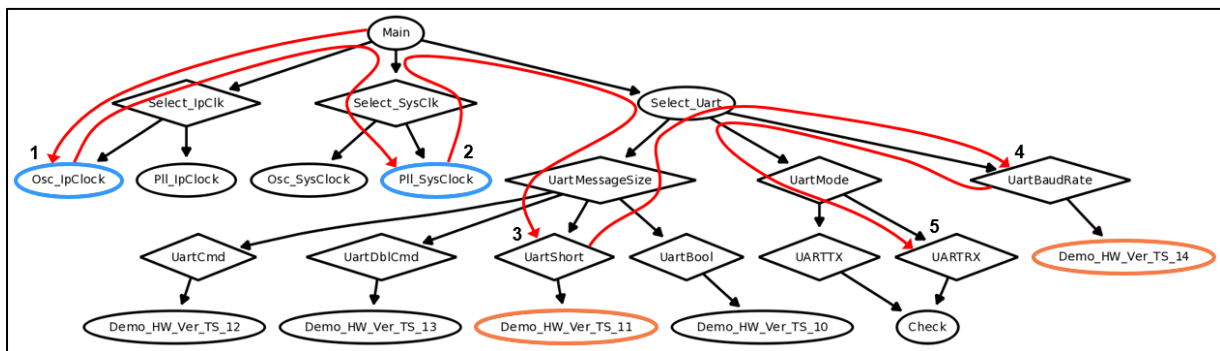 Main
Select_IpClk
Select_SysClk
Select_Uart
1
Osc_IpClock
Pll_IpClock
Osc_SysClock
2
Pll_SysClock
UartMessageSize
UartMode
4
UartBaudRate
UartCmd
UartDblCmd
3
UartShort
UartBool
UARTTX
5
UARTRX
Demo_HW_Ver_TS_14
Demo_HW_Ver_TS_12
Demo_HW_Ver_TS_13
Demo_HW_Ver_TS_11
Demo_HW_Ver_TS_10
Check